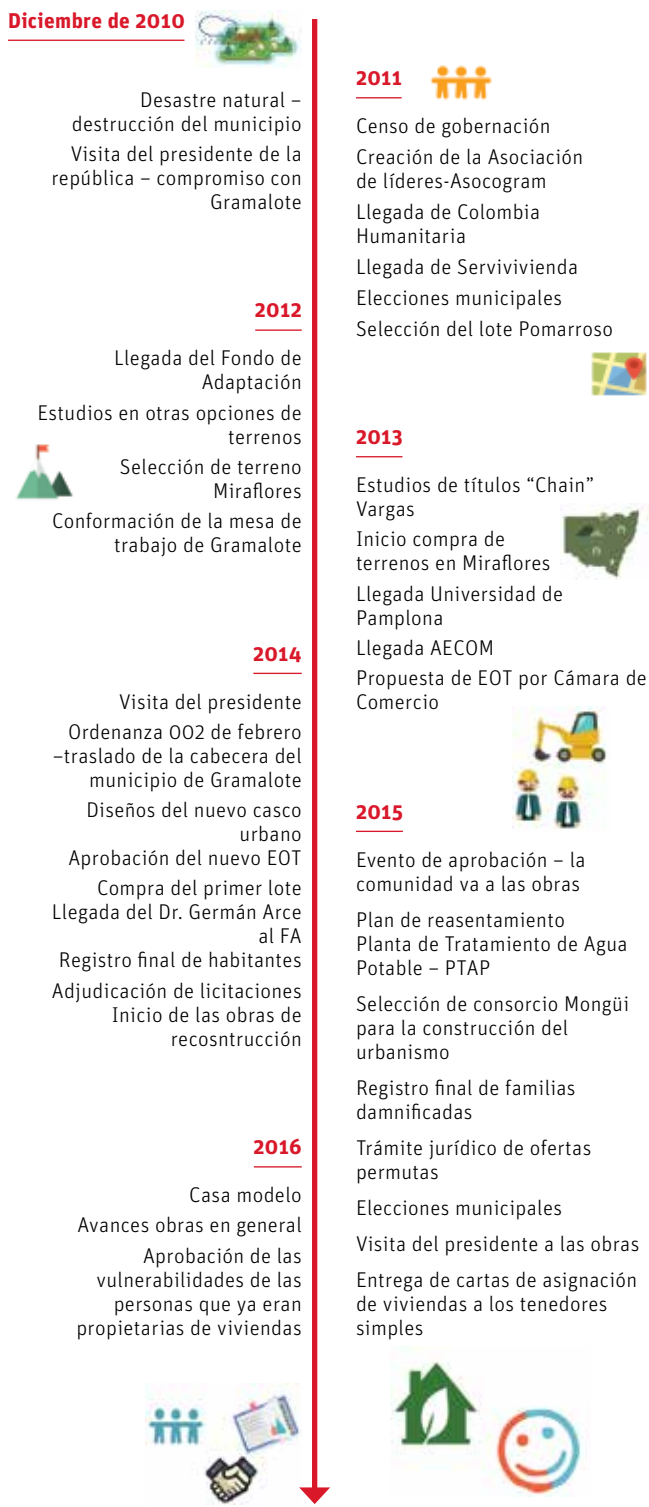 Diciembre de 2010
Desastre natural –
destrucción del municipio
Visita del presidente de la
república – compromiso con
Gramalote
2011
Censo de gobernación
Creación de la Asociación
de líderes-Asocogram
Llegada de Colombia
Humanitaria
Llegada de Servivivienda
Elecciones municipales
Selección del lote Pomarroso
2012
Llegada del Fondo de
Adaptación
Estudios en otras opciones de
terrenos
Selección de terreno
Miraflores
Conformación de la mesa de
trabajo de Gramalote
2013
Estudios de títulos “Chain”
Vargas
Inicio compra de
terrenos en Miraflores
Llegada Universidad de
Pamplona
Llegada AECOM
Propuesta de EOT por Cámara de
Comercio
2014
Visita del presidente
Ordenanza 002 de febrero
–traslado de la cabecera del
municipio de Gramalote
Diseños del nuevo casco
urbano
Aprobación del nuevo EOT
Compra del primer lote
Llegada del Dr. Germán Arce
al FA
Registro final de habitantes
Adjudicación de licitaciones
Inicio de las obras de
recosntrucción
2015
Evento de aprobación – la
comunidad va a las obras
Plan de reasentamiento
Planta de Tratamiento de Agua
Potable – PTAP
Selección de consorcio Mongüi
para la construcción del
urbanismo
Registro final de familias
damnificadas
Trámite jurídico de ofertas
permutas
Elecciones municipales
Visita del presidente a las obras
Entrega de cartas de asignación
de viviendas a los tenedores
simples
2016
Casa modelo
Avances obras en general
Aprobación de las
vulnerabilidades de las
personas que ya eran
propietarias de viviendas